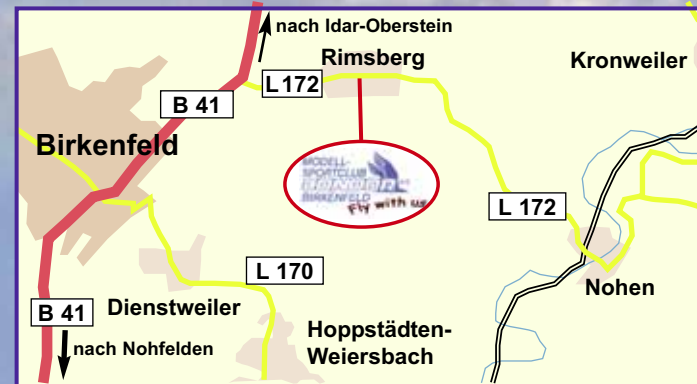 nach Idar-Oberstein
Rimsberg
Kronweiler
L 172
B 41
Birkenfeld
MODELL-
SPORTCLUB
BIRKENFELD
Fly with us
L 172
L 170
Dienstweiler
Nohen
B 41
Hoppstädten-
Weiersbach
nach Nohfelden